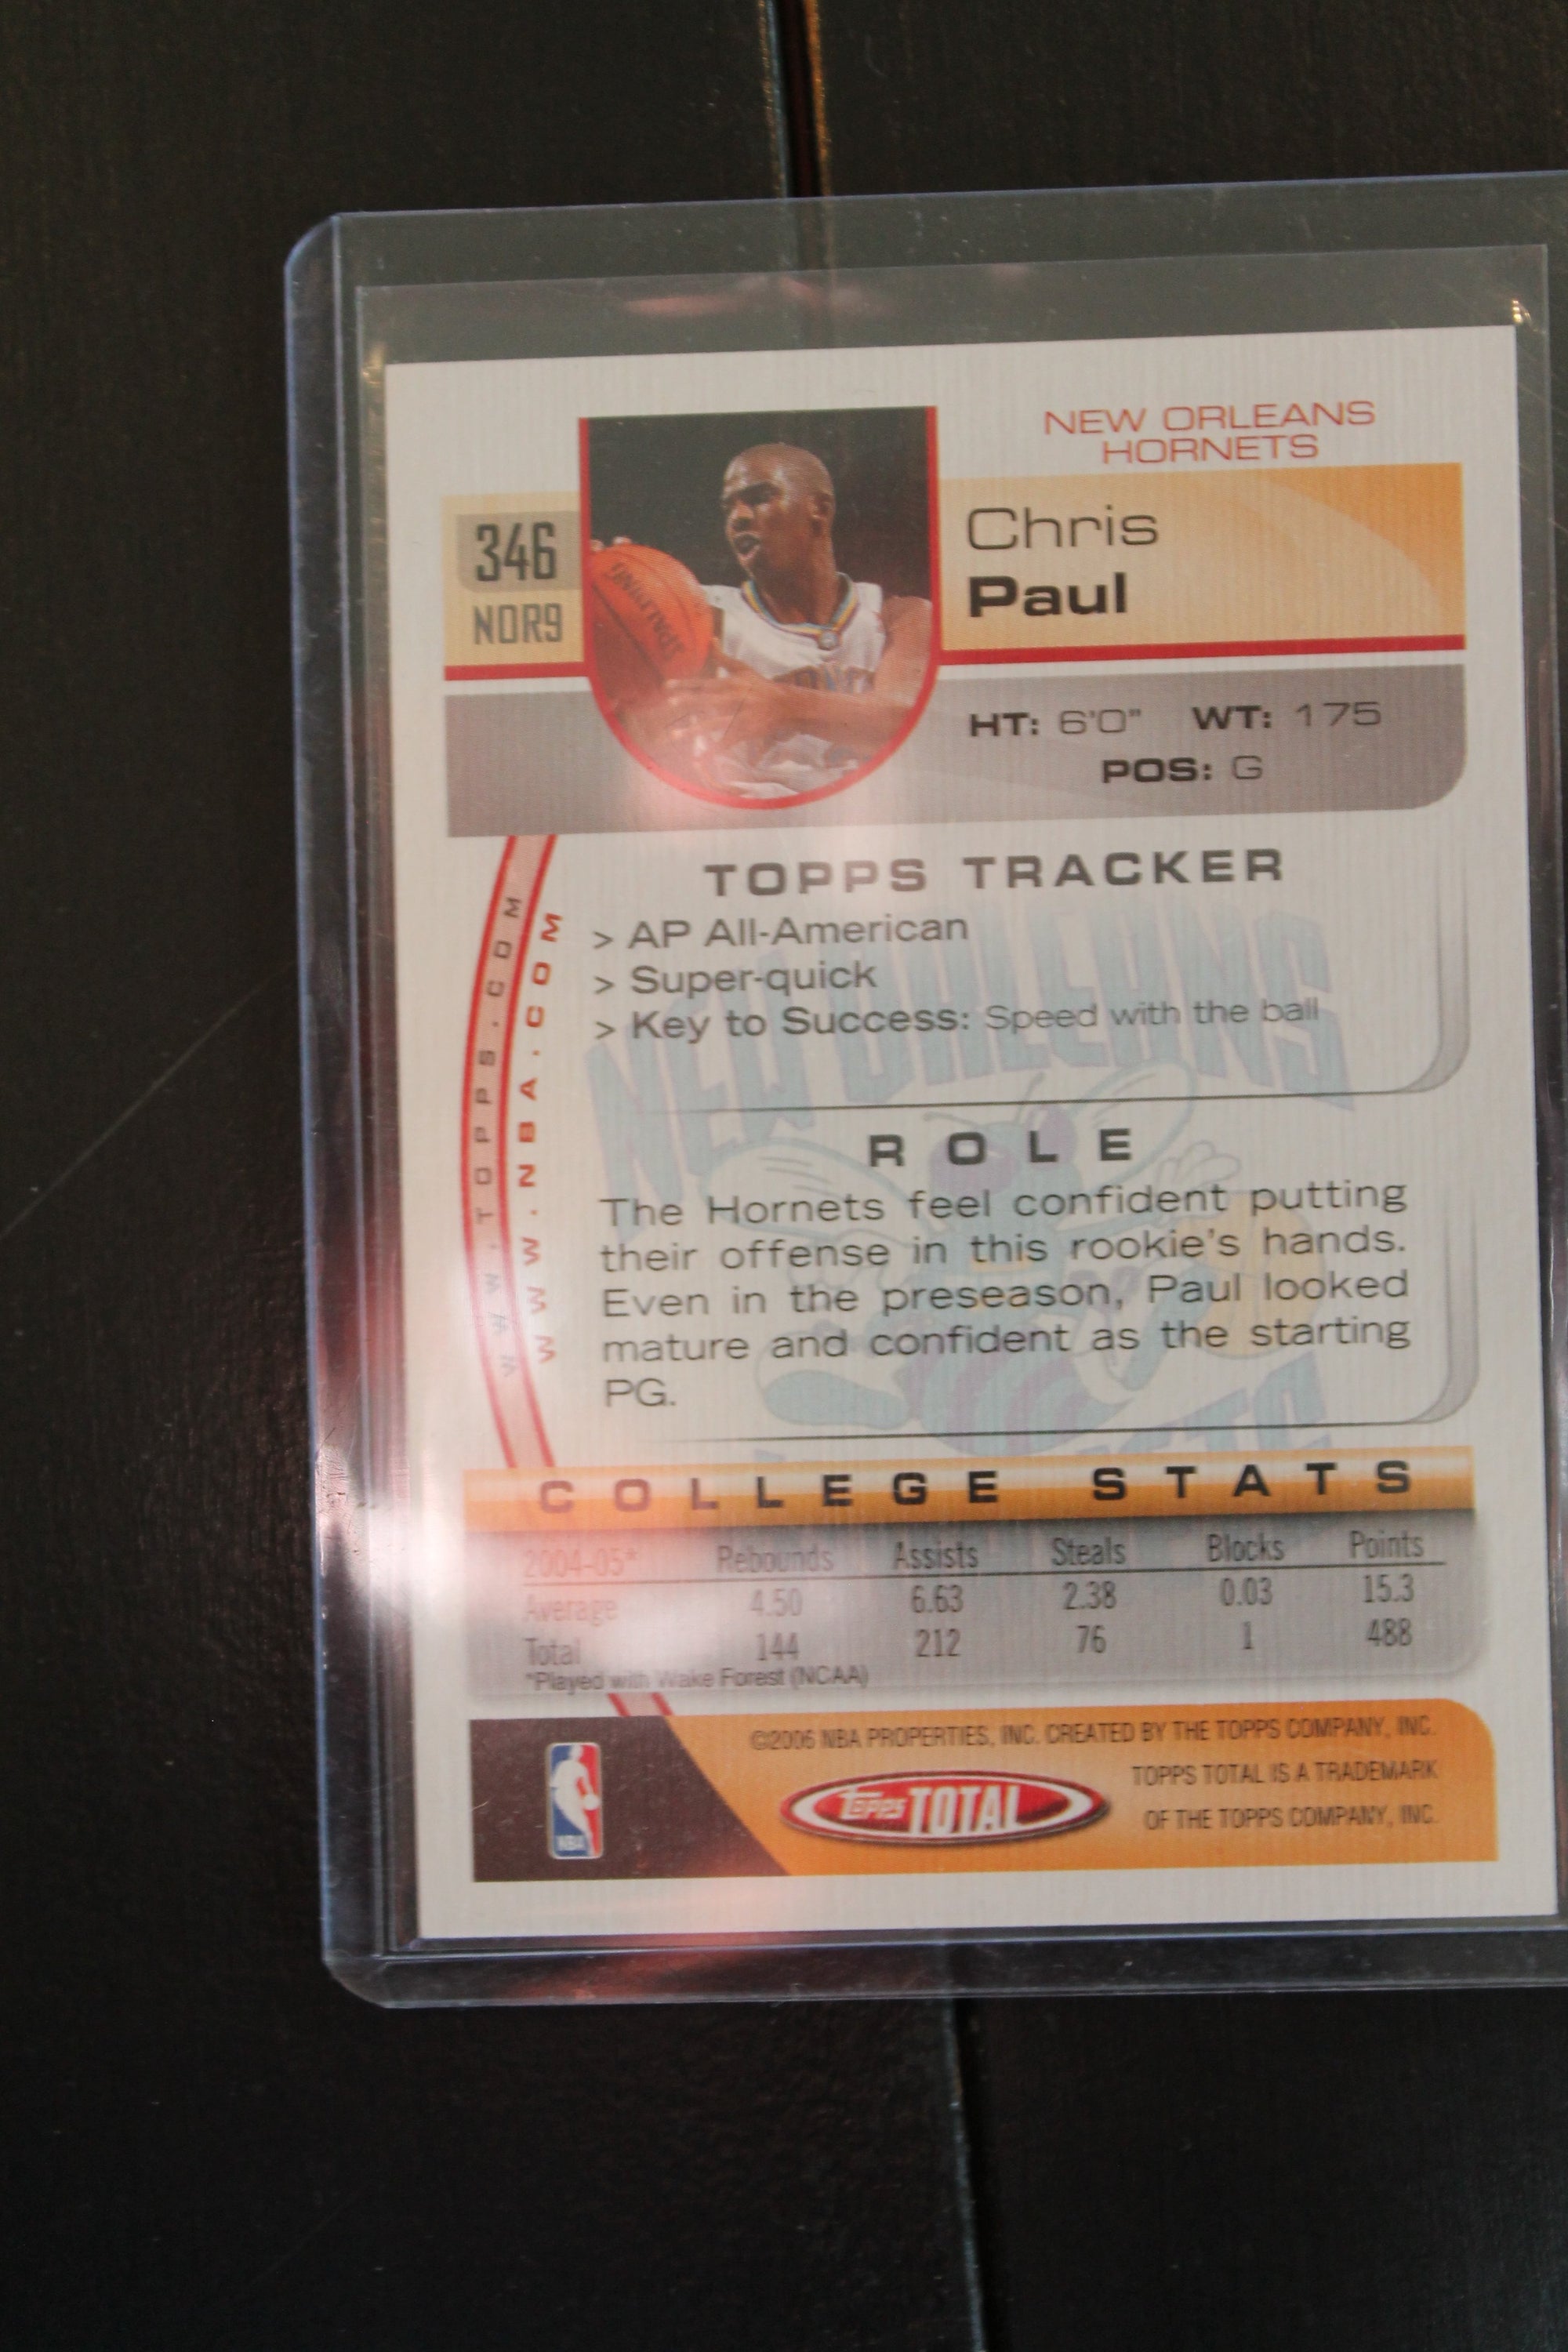 NEW ORLEANS
HORNETS
346
NOR9
SPALDING
Chris
Paul
HT: 6'0" WT: 175
POS: G
WWW.TOPPS.COM
WWW.NBA.COM
TOPPS TRACKER
> AP All-American
> Super-quick
> Key to Success: Speed with the ball
NEW ORLEANS
ROLE
The Hornets feel confident putting
their offense in this rookie's hands.
Even in the preseason, Paul looked
mature and confident as the starting
PG.
COLLEGE STATS
2004-05* Rebounds Assists Steals Blocks Points
Average 4.50 6.63 2.38 0.03 15.3
Total 144 212 76 1 488
*Played with Wake Forest (NCAA)
©2006 NBA PROPERTIES, INC. CREATED BY THE TOPPS COMPANY, INC.
TOPPS TOTAL IS A TRADEMARK
OF THE TOPPS COMPANY, INC.
NBA
Topps TOTAL